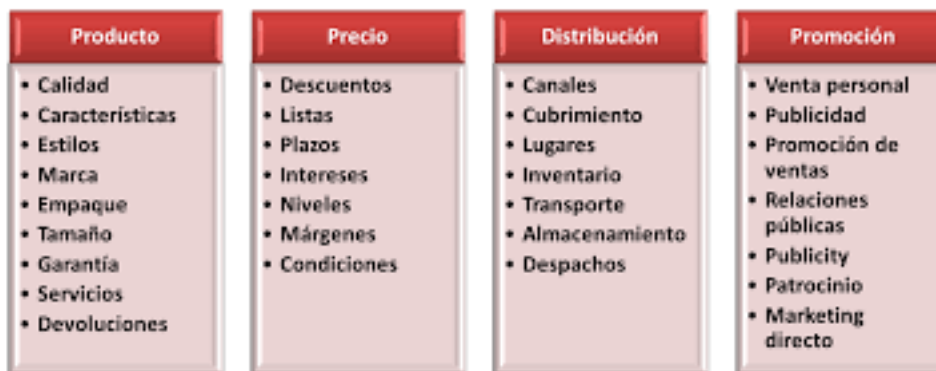 Producto
• Calidad
• Características
• Estilos
• Marca
• Empaque
• Tamaño
• Garantía
• Servicios
• Devoluciones
Precio
• Descuentos
• Listas
• Plazos
• Intereses
• Niveles
• Márgenes
• Condiciones
Distribución
• Canales
• Cubrimiento
• Lugares
• Inventario
• Transporte
• Almacenamiento
• Despachos
Promoción
• Venta personal
• Publicidad
• Promoción de
ventas
• Relaciones
públicas
• Publicity
• Patrocinio
• Marketing
directo